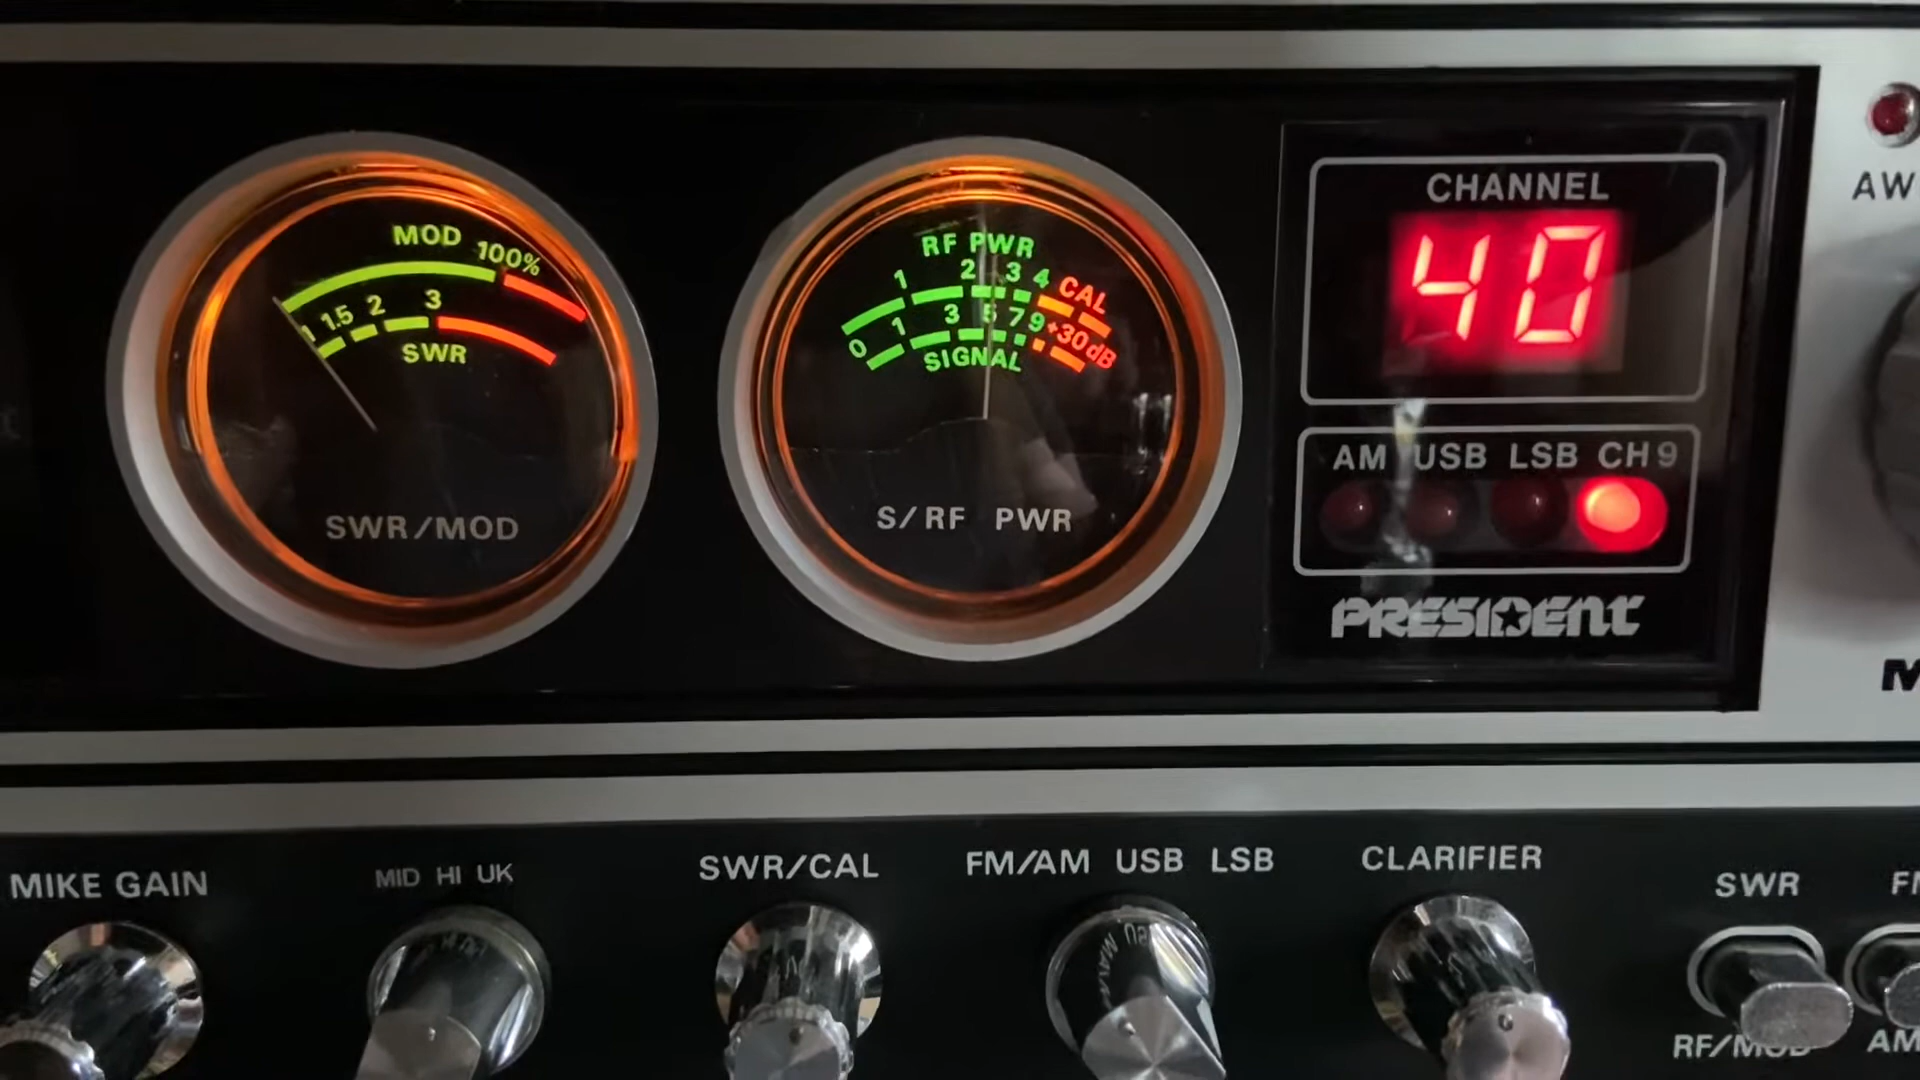 MOD 100%
1 1.5 2 3
SWR
SWR/MOD
RF PWR
1 2 3 4 CAL
0 1 3 5 7 9 +30dB
SIGNAL
S/RF PWR
CHANNEL
40
AM USB LSB CH9
PRESIDENT
AW
M
MIKE GAIN
MID HI UK
SWR/CAL
FM/AM USB LSB
CLARIFIER
SWR
RF/MOD
AM